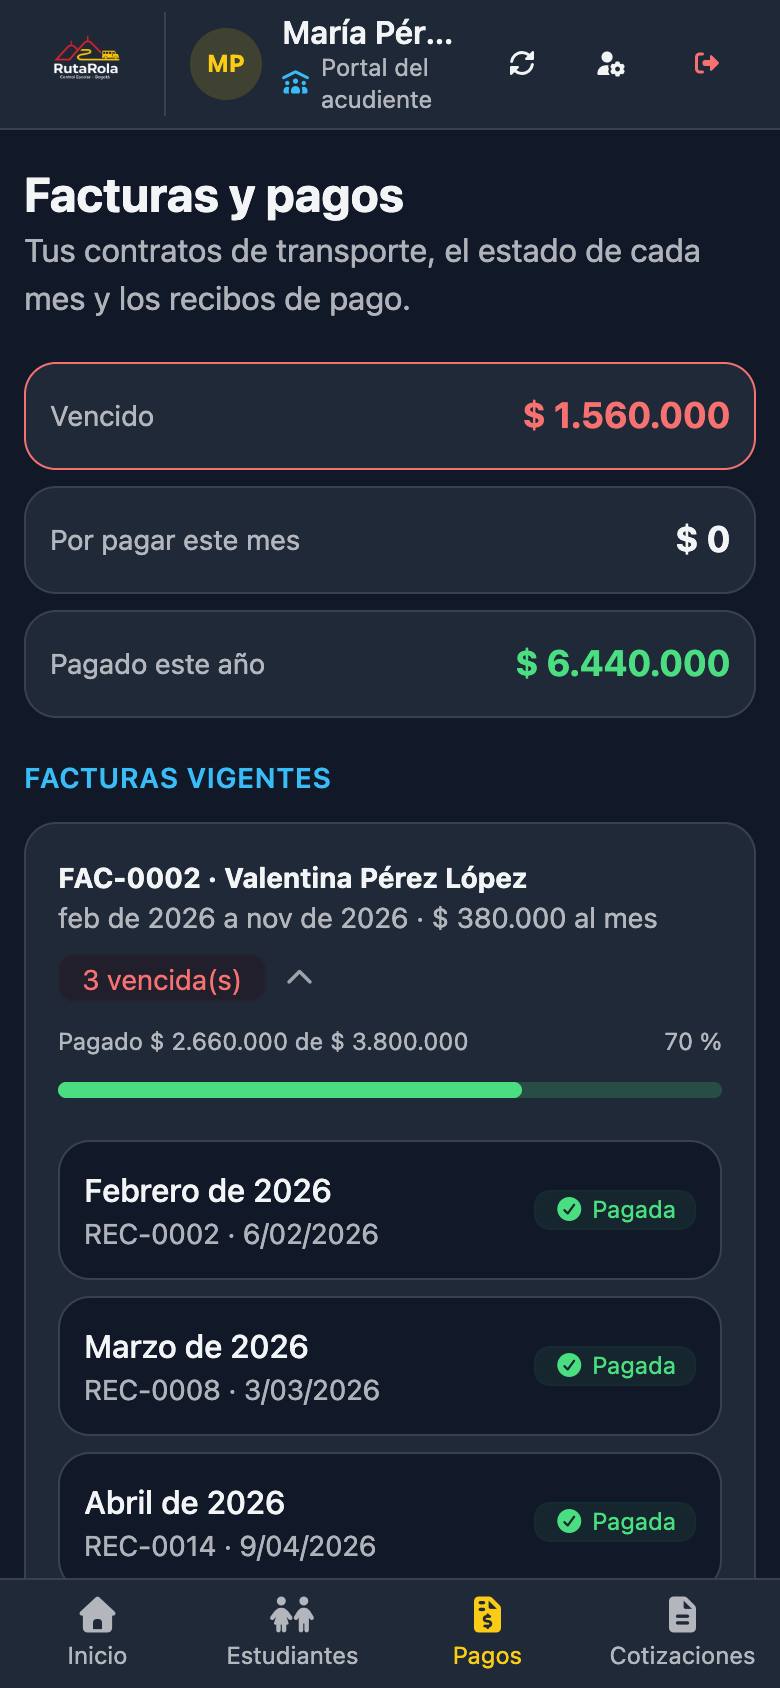 RutaRola
Control Escolar · Bogotá
MP
María Pér...
Portal del
acudiente
Facturas y pagos
Tus contratos de transporte, el estado de cada
mes y los recibos de pago.
Vencido $ 1.560.000
Por pagar este mes $ 0
Pagado este año $ 6.440.000
FACTURAS VIGENTES
FAC-0002 · Valentina Pérez López
feb de 2026 a nov de 2026 · $ 380.000 al mes
3 vencida(s)
Pagado $ 2.660.000 de $ 3.800.000 70 %
Febrero de 2026
REC-0002 · 6/02/2026
Pagada
Marzo de 2026
REC-0008 · 3/03/2026
Pagada
Abril de 2026
REC-0014 · 9/04/2026
Pagada
Inicio Estudiantes Pagos Cotizaciones